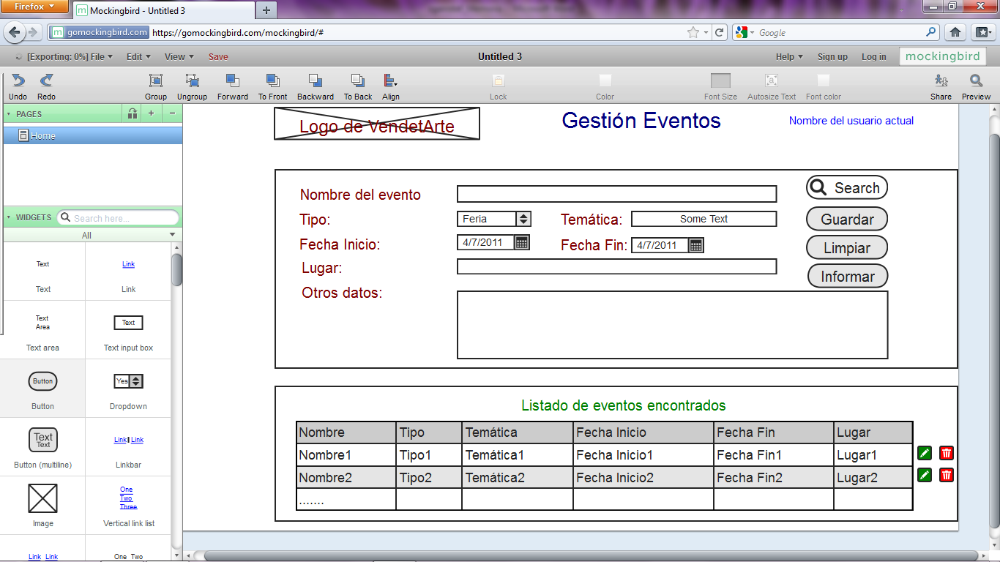 Firefox
Mockingbird - Untitled 3
gomockingbird.com https://gomockingbird.com/mockingbird/#
Google
[Exporting: 0%] File Edit View Save
Untitled 3
Help Sign up Log in mockingbird
Undo Redo Group Ungroup Forward To Front Backward To Back Align Lock Color Font Size Autosize Text Font color Share Preview
PAGES
Home
WIDGETS Search here...
All
Text Link
Text Link
Text
Area
Text
Text area Text input box
Button Yes
Button Dropdown
Text
Text
Link Link
Button (multiline) Linkbar
One
Two
Three
Image Vertical link list
Link Link One Two
Logo de VendetArte
Gestión Eventos
Nombre del usuario actual
Nombre del evento
Search
Tipo: Feria Temática: Some Text
Guardar
Fecha Inicio: 4/7/2011 Fecha Fin: 4/7/2011
Limpiar
Lugar:
Informar
Otros datos:
Listado de eventos encontrados
Nombre Tipo Temática Fecha Inicio Fecha Fin Lugar
Nombre1 Tipo1 Temática1 Fecha Inicio1 Fecha Fin1 Lugar1
Nombre2 Tipo2 Temática2 Fecha Inicio2 Fecha Fin2 Lugar2
.......